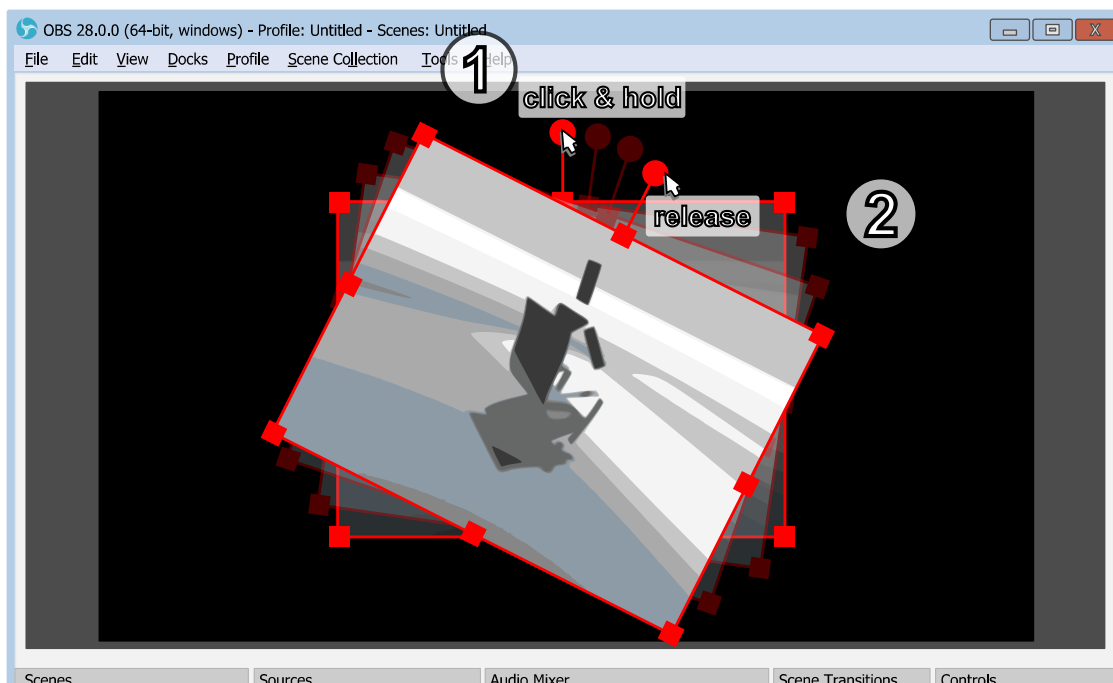 OBS 28.0.0 (64-bit, windows) - Profile: Untitled - Scenes: Untitled
File Edit View Docks Profile Scene Collection Tools Help
1
click & hold
2
release
Scenes Sources Audio Mixer Scene Transitions Controls